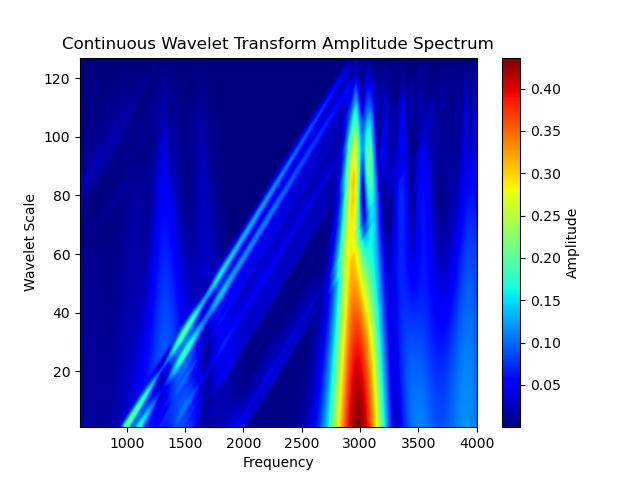 Continuous Wavelet Transform Amplitude Spectrum
Wavelet Scale
120
100
80
60
40
20
1000 1500 2000 2500 3000 3500 4000
Frequency
0.40
0.35
0.30
0.25
0.20
0.15
0.10
0.05
Amplitude